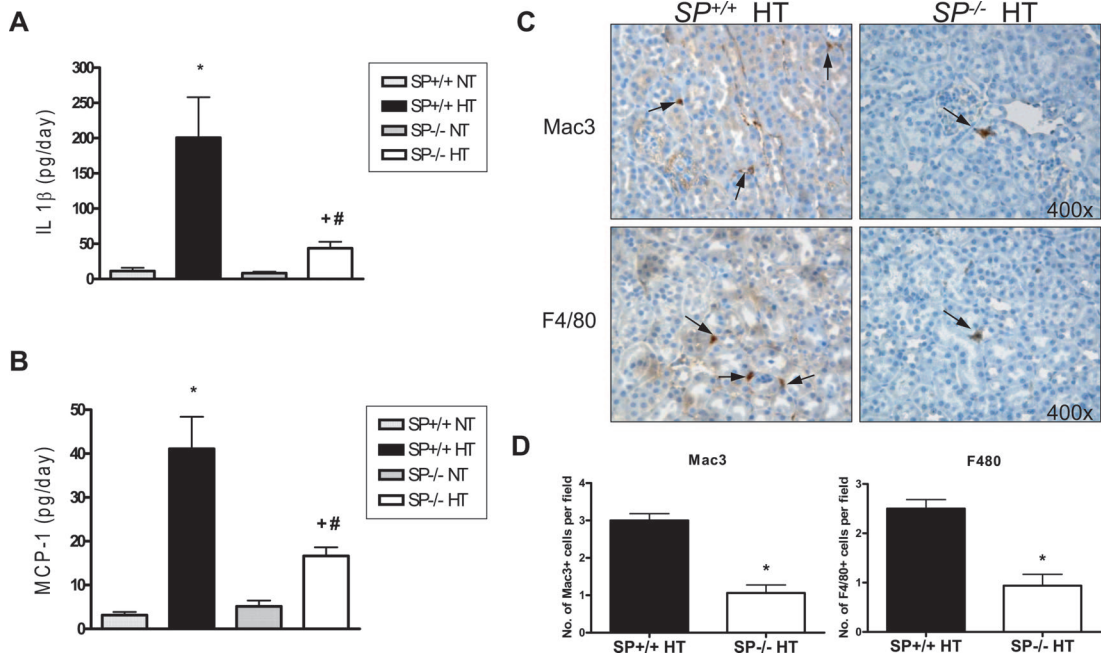 A
IL 1β (pg/day)
300
250
200
150
100
50
0
*
+ #
SP+/+ NT
SP+/+ HT
SP-/- NT
SP-/- HT
B
MCP-1 (pg/day)
50
40
30
20
10
0
*
+ #
SP+/+ NT
SP+/+ HT
SP-/- NT
SP-/- HT
C
SP+/+ HT
SP-/- HT
Mac3
400x
F4/80
400x
D
Mac3
No. of Mac3+ cells per field
4
3
2
1
0
*
SP+/+ HT
SP-/- HT
F480
No. of F4/80+ cells per field
3
2
1
0
*
SP+/+ HT
SP-/- HT